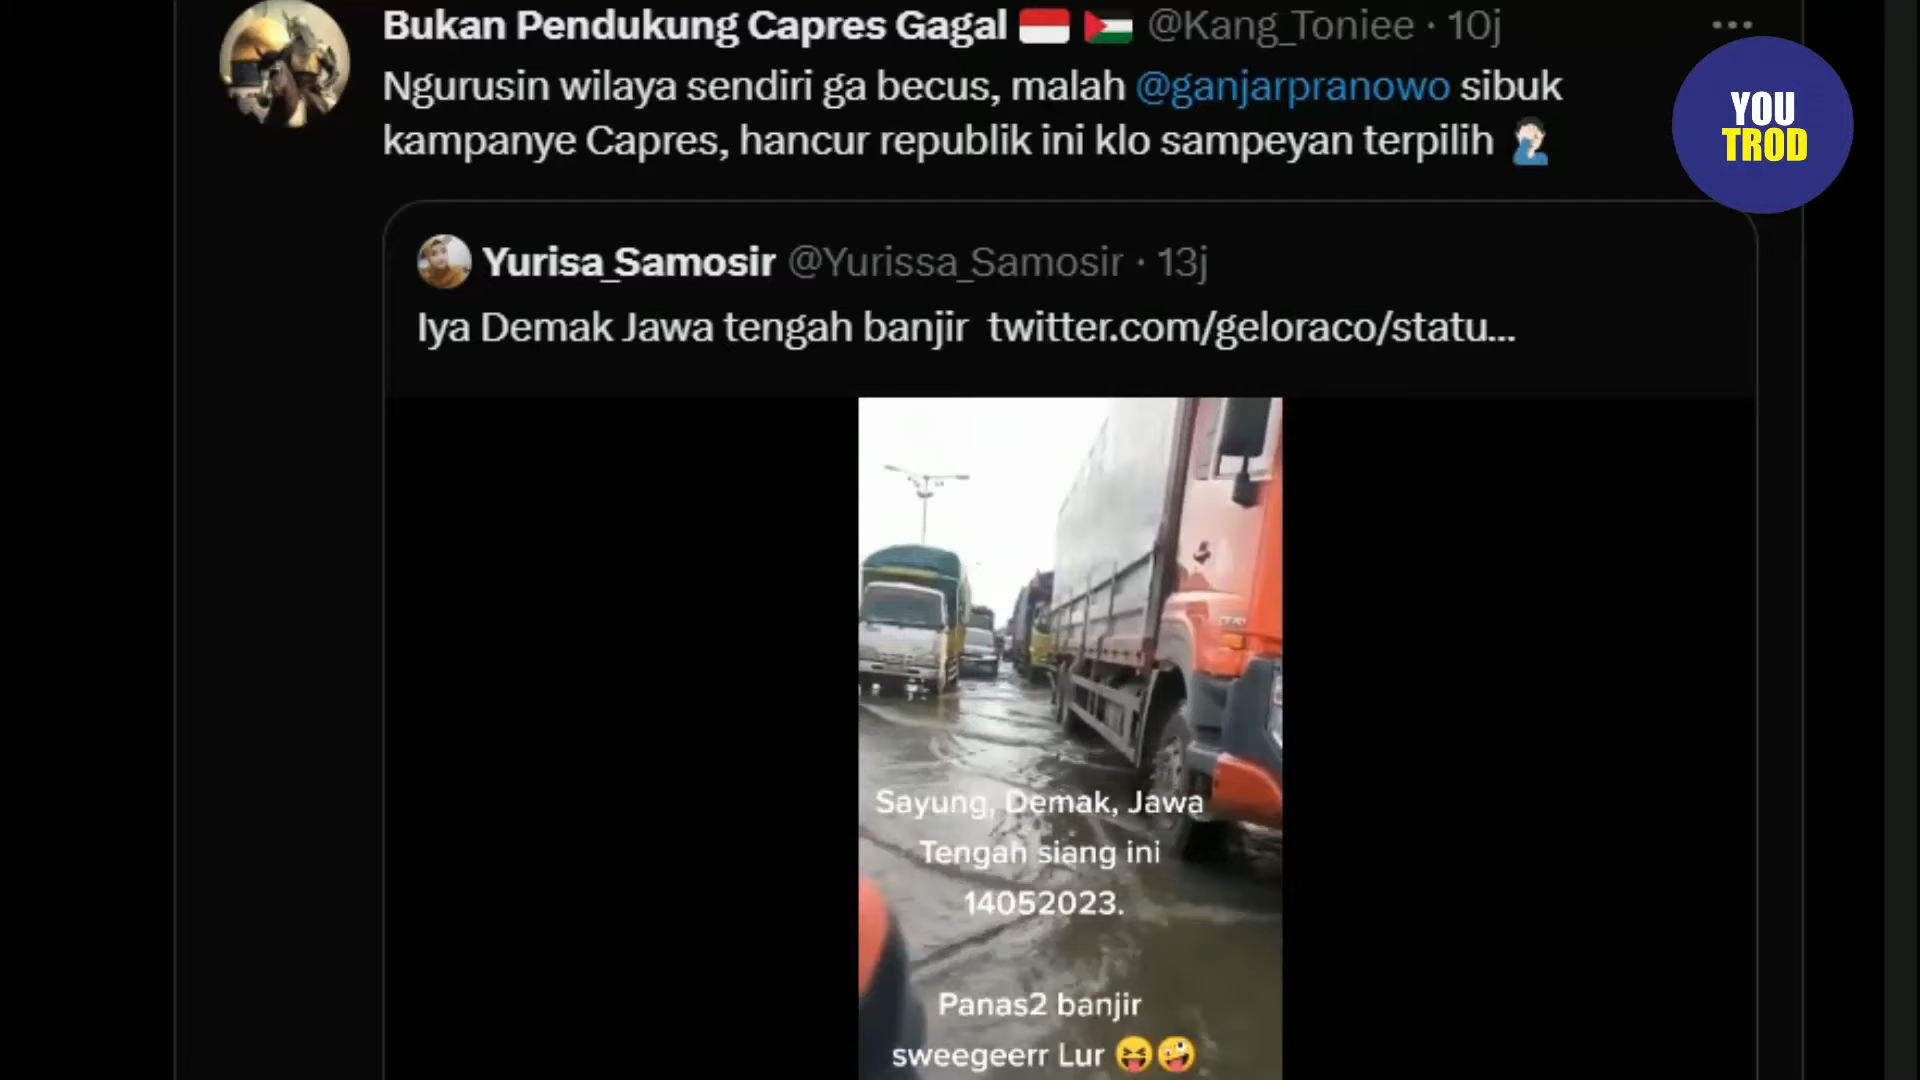 Bukan Pendukung Capres Gagal 🇮🇩 🇵🇸 @Kang_Toniee · 10j
Ngurusin wilaya sendiri ga becus, malah @ganjarpranowo sibuk
kampanye Capres, hancur republik ini klo sampeyan terpilih 🤦🏻‍♂️
YOU
TROD
Yurisa_Samosir @Yurissa_Samosir · 13j
Iya Demak Jawa tengah banjir twitter.com/geloraco/statu...
Sayung, Demak, Jawa
Tengah siang ini
14052023.
Panas2 banjir
sweegeerr Lur 😝🤪